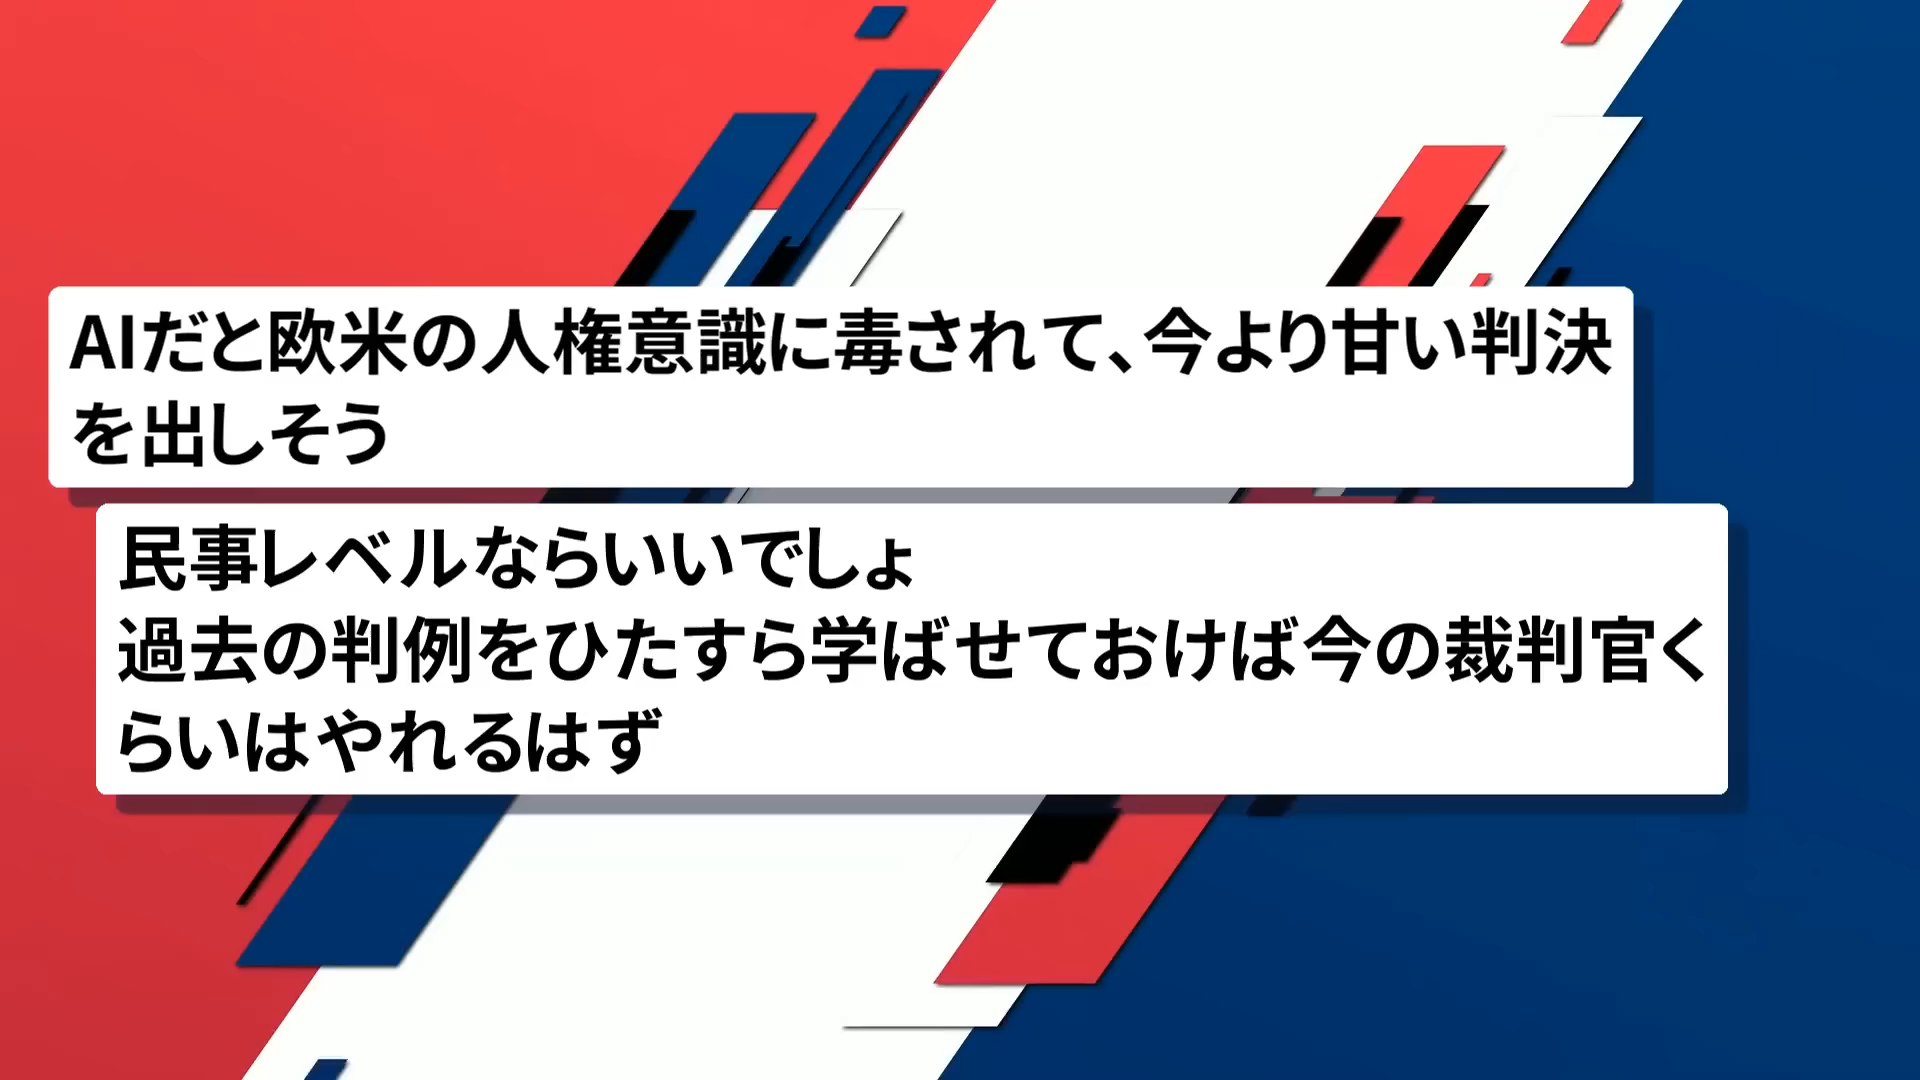 AIだと欧米の人権意識に毒されて、今より甘い判決
を出しそう
民事レベルならいいでしょ
過去の判例をひたすら学ばせておけば今の裁判官く
らいはやれるはず